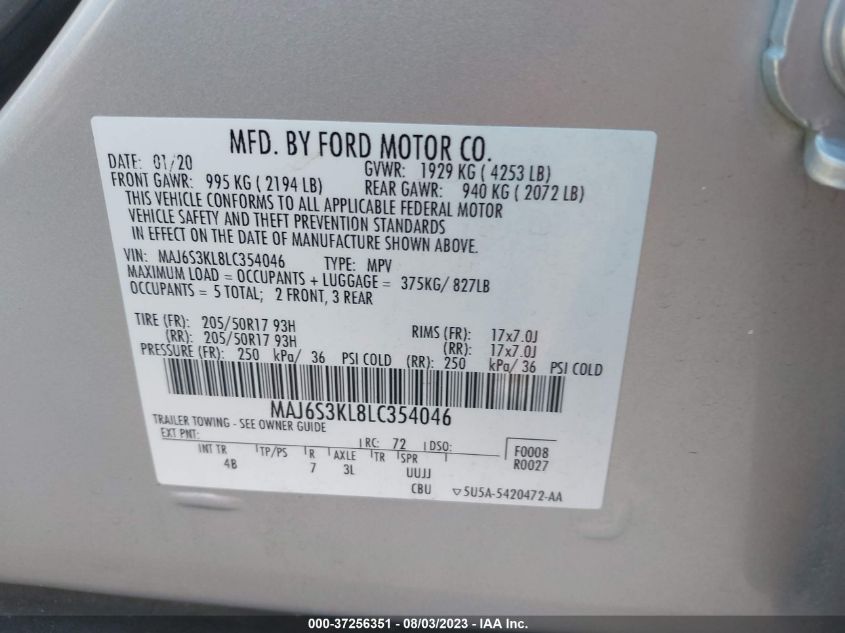 MFD. BY FORD MOTOR CO.
DATE: 01/20 GVWR: 1929 KG ( 4253 LB)
FRONT GAWR: 995 KG ( 2194 LB) REAR GAWR: 940 KG ( 2072 LB)
THIS VEHICLE CONFORMS TO ALL APPLICABLE FEDERAL MOTOR
VEHICLE SAFETY AND THEFT PREVENTION STANDARDS
IN EFFECT ON THE DATE OF MANUFACTURE SHOWN ABOVE.
VIN: MAJ6S3KL8LC354046 TYPE: MPV
MAXIMUM LOAD = OCCUPANTS + LUGGAGE = 375KG/ 827LB
OCCUPANTS = 5 TOTAL; 2 FRONT, 3 REAR
TIRE (FR): 205/50R17 93H RIMS (FR): 17x7.0J
(RR): 205/50R17 93H (RR): 17x7.0J
PRESSURE (FR): 250 kPa/ 36 PSI COLD (RR): 250 kPa/ 36 PSI COLD
MAJ6S3KL8LC354046
TRAILER TOWING - SEE OWNER GUIDE
EXT PNT: RC: 72 DSO: F0008
INT TR TP/PS R AXLE TR SPR R0027
4B 7 3L UUJJ
CBU ▽5U5A-5420472-AA
000-37256351 - 08/03/2023 - IAA Inc.